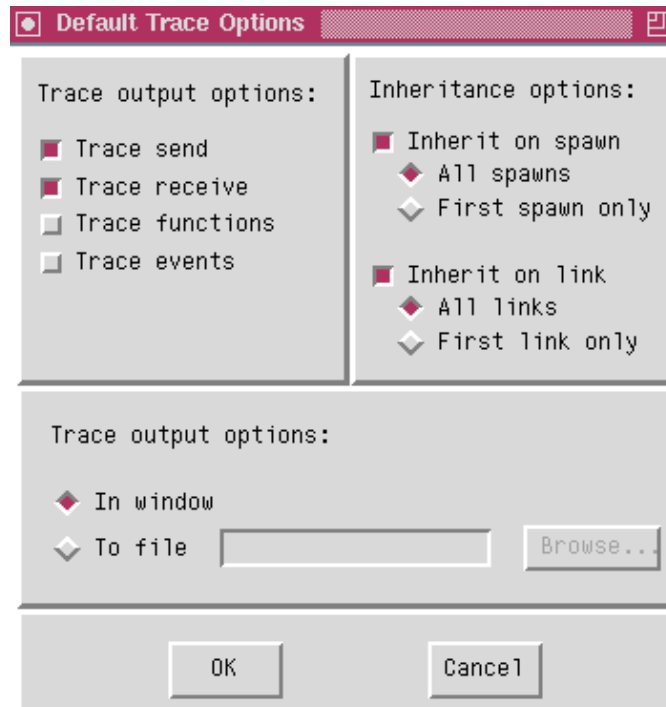 Default Trace Options
Trace output options:
Trace send
Trace receive
Trace functions
Trace events
Inheritance options:
Inherit on spawn
All spawns
First spawn only
Inherit on link
All links
First link only
Trace output options:
In window
To file
Browse...
OK
Cancel